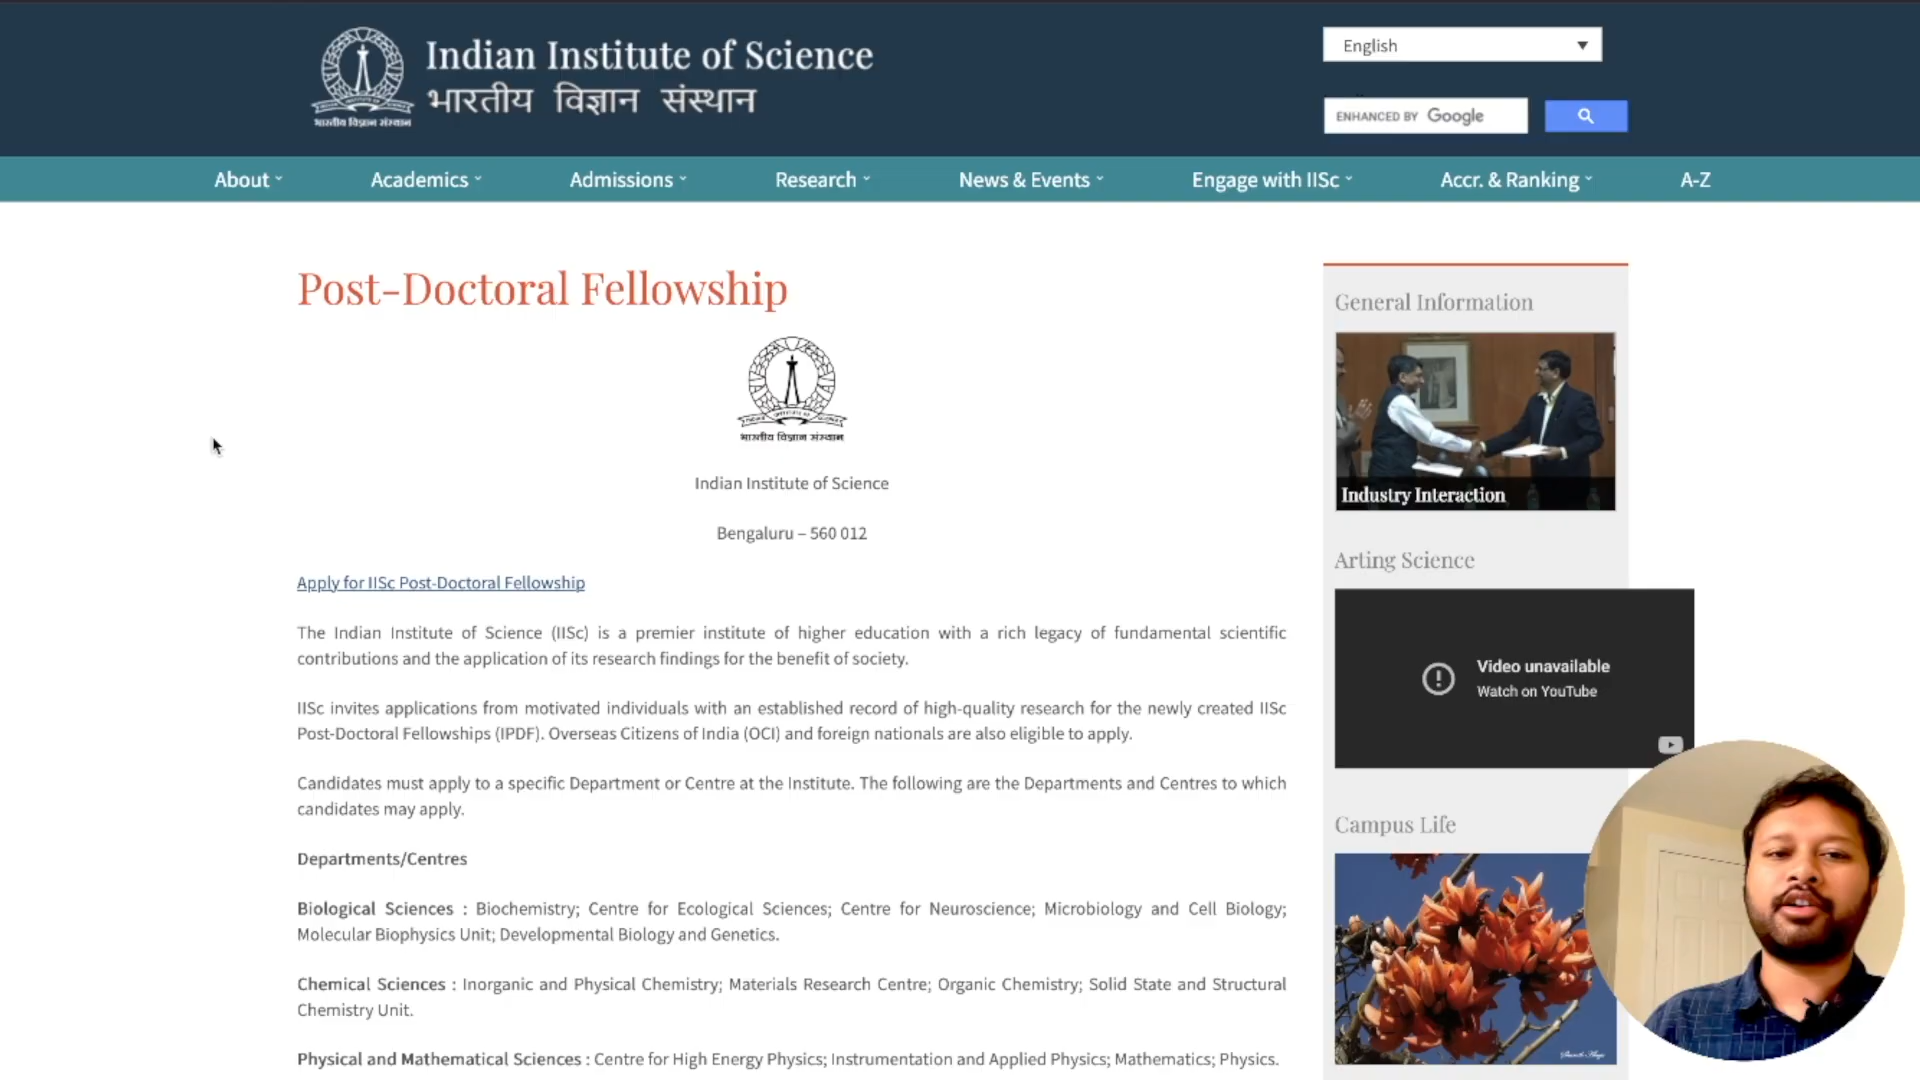 Indian Institute of Science
भारतीय विज्ञान संस्थान
भारतीय विज्ञान संस्थान
English
ENHANCED BY Google
About
Academics
Admissions
Research
News & Events
Engage with IISc
Accr. & Ranking
A-Z
Post-Doctoral Fellowship
भारतीय विज्ञान संस्थान
Indian Institute of Science
Bengaluru – 560 012
Apply for IISc Post-Doctoral Fellowship
The Indian Institute of Science (IISc) is a premier institute of higher education with a rich legacy of fundamental scientific
contributions and the application of its research findings for the benefit of society.
IISc invites applications from motivated individuals with an established record of high-quality research for the newly created IISc
Post-Doctoral Fellowships (IPDF). Overseas Citizens of India (OCI) and foreign nationals are also eligible to apply.
Candidates must apply to a specific Department or Centre at the Institute. The following are the Departments and Centres to which
candidates may apply.
Departments/Centres
Biological Sciences : Biochemistry; Centre for Ecological Sciences; Centre for Neuroscience; Microbiology and Cell Biology;
Molecular Biophysics Unit; Developmental Biology and Genetics.
Chemical Sciences : Inorganic and Physical Chemistry; Materials Research Centre; Organic Chemistry; Solid State and Structural
Chemistry Unit.
Physical and Mathematical Sciences : Centre for High Energy Physics; Instrumentation and Applied Physics; Mathematics; Physics.
General Information
Industry Interaction
Arting Science
Video unavailable
Watch on YouTube
Campus Life